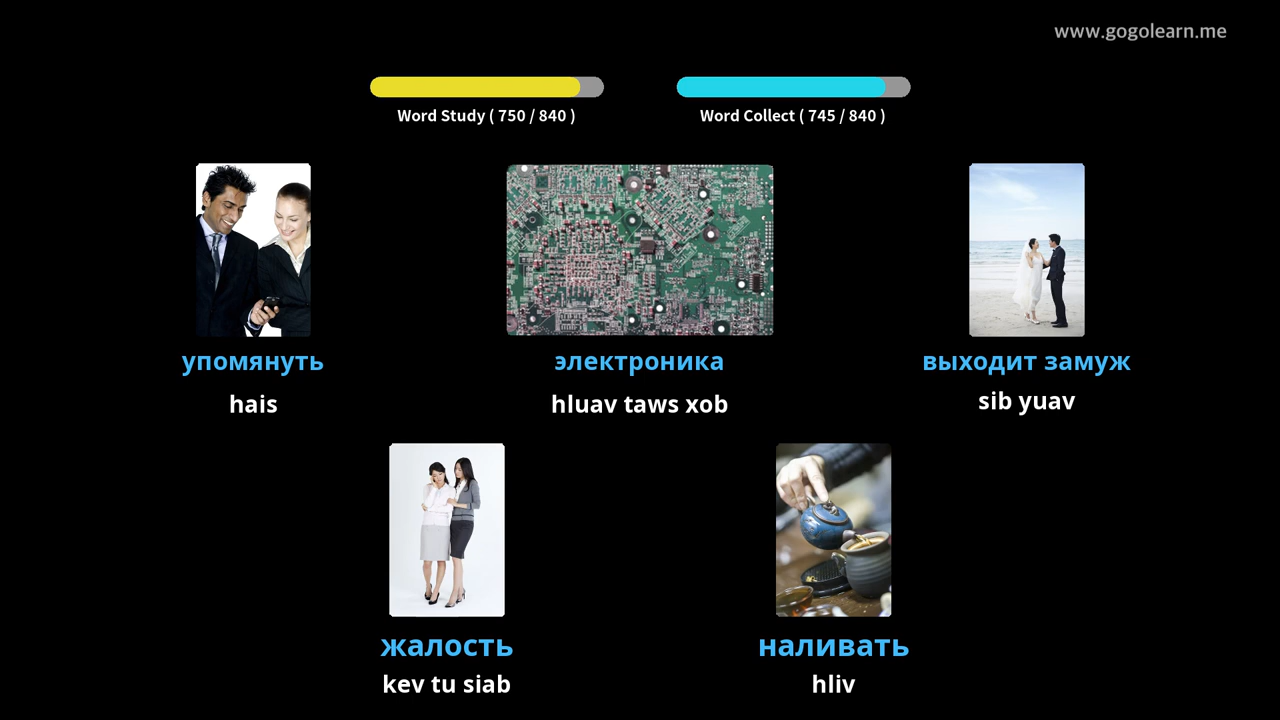 www.gogolearn.me
Word Study ( 750 / 840 )
Word Collect ( 745 / 840 )
упомянуть
hais
электроника
hluav taws xob
выходит замуж
sib yuav
жалость
kev tu siab
наливать
hliv